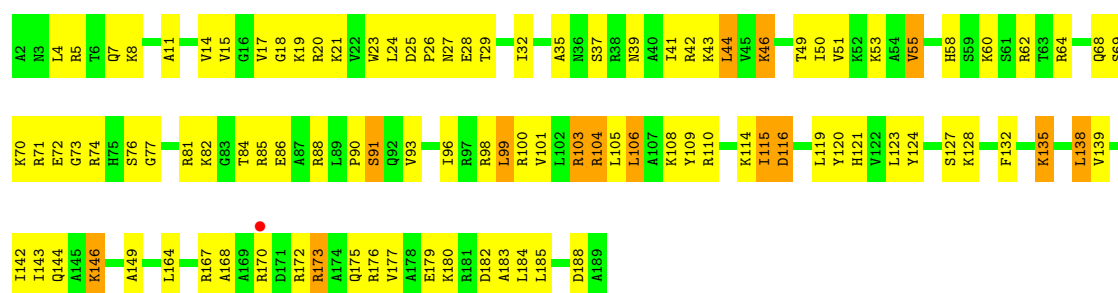 A2 N3 L4 R5 T6 Q7 K8 A11 V14 V15 G16 V17 G18 K19 R20 K21 V22 W23 L24 D25 P26 N27 E28 T29 I32 A35 N36 S37 R38 N39 A40 I41 R42 K43 L44 V45 K46 T49 I50 V51 K52 K53 A54 V55 H58 S59 K60 S61 R62 T63 R64 Q68 S69
K70 R71 E72 G73 R74 H75 S76 G77 R81 K82 G83 T84 R85 E86 A87 R88 L89 P90 S91 Q92 V93 I96 R97 R98 L99 R100 V101 L102 R103 R104 L105 L106 A107 K108 Y109 R110 K114 I115 D116 L119 Y120 H121 V122 L123 Y124 S127 K128 F132 K135 L138 V139
I142 I143 Q144 A145 K146 A149 L164 R167 A168 A169 R170 D171 R172 R173 A174 Q175 R176 V177 A178 E179 K180 R181 D182 A183 L184 L185 D188 A189